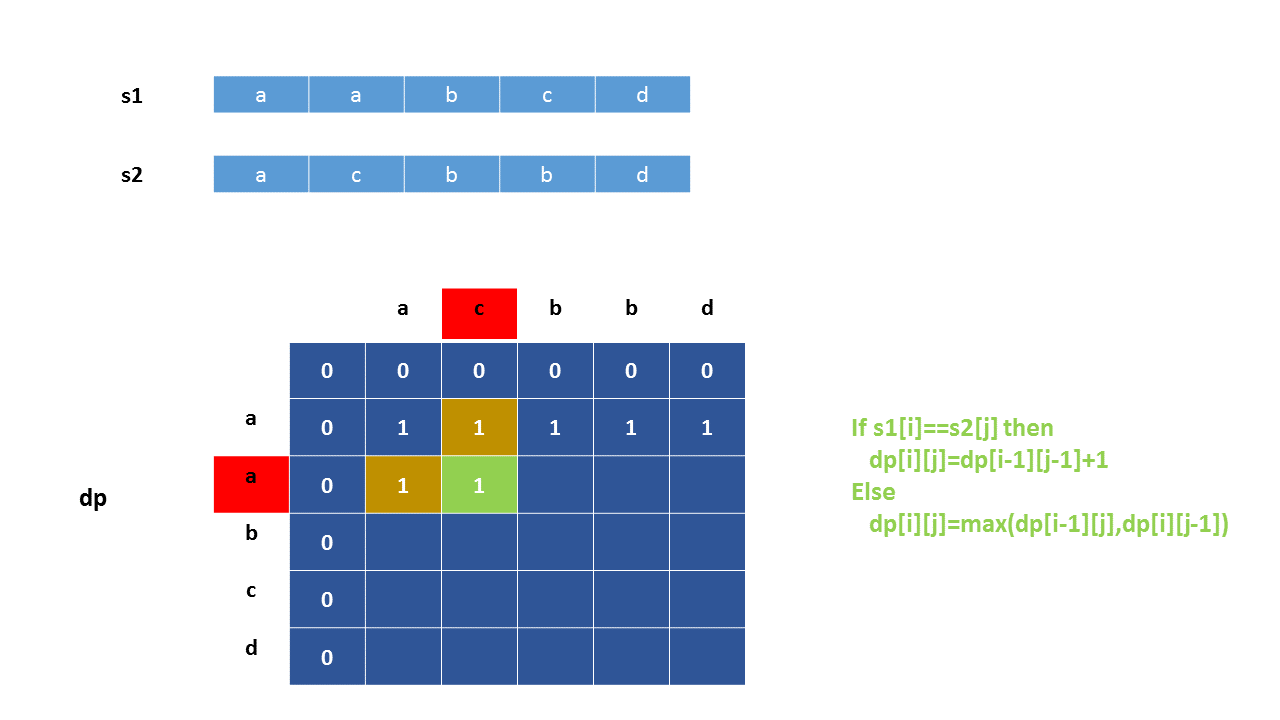 s1 a a b c d
s2 a c b b d
a c b b d
0 0 0 0 0 0
a 0 1 1 1 1 1
a 0 1 1
dp
b 0
c 0
d 0
If s1[i]==s2[j] then
dp[i][j]=dp[i-1][j-1]+1
Else
dp[i][j]=max(dp[i-1][j],dp[i][j-1])